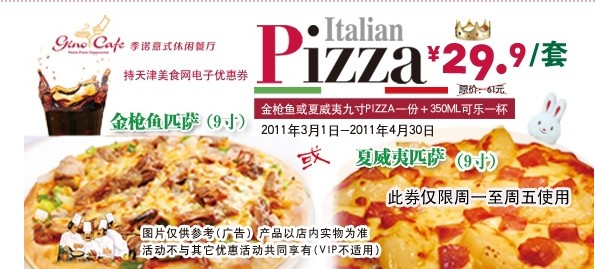 Gino Cafe
季诺意式休闲餐厅
持天津美食网电子优惠券
Italian
Pizza
¥29.9/套
原价:61元
金枪鱼或夏威夷九寸PIZZA一份+350ML可乐一杯
2011年3月1日—2011年4月30日
金枪鱼匹萨(9寸)
或
夏威夷匹萨(9寸)
此券仅限周一至周五使用
图片仅供参考(广告) 产品以店内实物为准
活动不与其它优惠活动共同享有(VIP不适用)